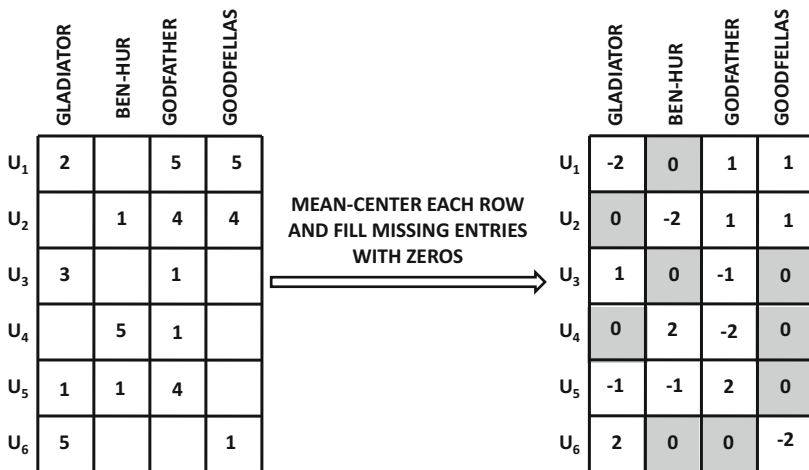 GLADIATOR BEN-HUR GODFATHER GOODFELLAS
U1 2 5 5
U2 1 4 4
U3 3 1
U4 5 1
U5 1 1 4
U6 5 1
MEAN-CENTER EACH ROW
AND FILL MISSING ENTRIES
WITH ZEROS
GLADIATOR BEN-HUR GODFATHER GOODFELLAS
U1 -2 0 1 1
U2 0 -2 1 1
U3 1 0 -1 0
U4 0 2 -2 0
U5 -1 -1 2 0
U6 2 0 0 -2